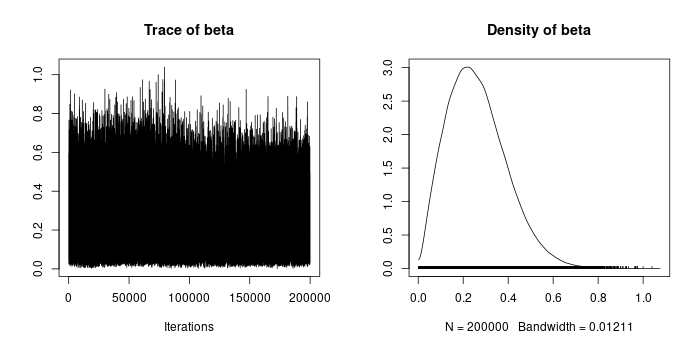 Trace of beta
1.0
0.8
0.6
0.4
0.2
0.0
0 50000 100000 150000 200000
Iterations
Density of beta
3.0
2.5
2.0
1.5
1.0
0.5
0.0
0.0 0.2 0.4 0.6 0.8 1.0
N = 200000 Bandwidth = 0.01211